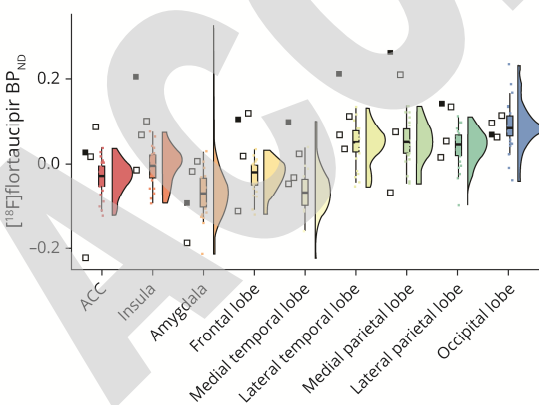 [¹⁸F]flortaucipir BP_ND
0.2
0.0
−0.2
ACC
Insula
Amygdala
Frontal lobe
Medial temporal lobe
Lateral temporal lobe
Medial parietal lobe
Lateral parietal lobe
Occipital lobe